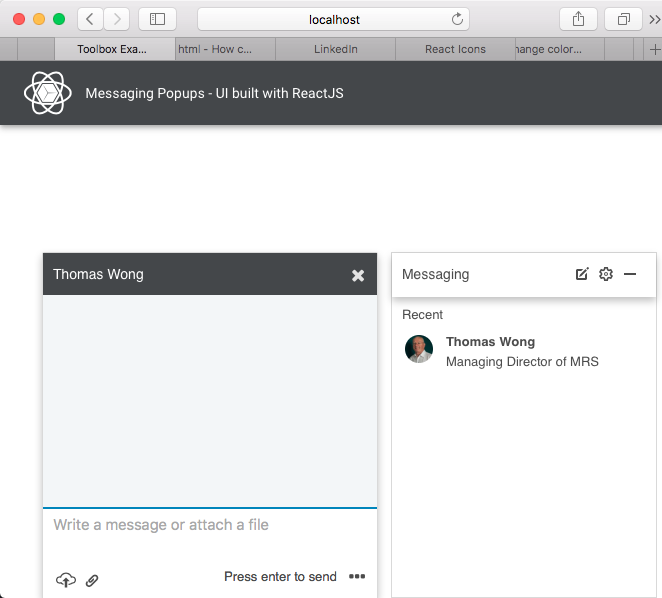 localhost
Toolbox Exa...
html - How c...
LinkedIn
React Icons
hange color...
Messaging Popups - UI built with ReactJS
Thomas Wong
Messaging
Recent
Thomas Wong
Managing Director of MRS
Write a message or attach a file
Press enter to send